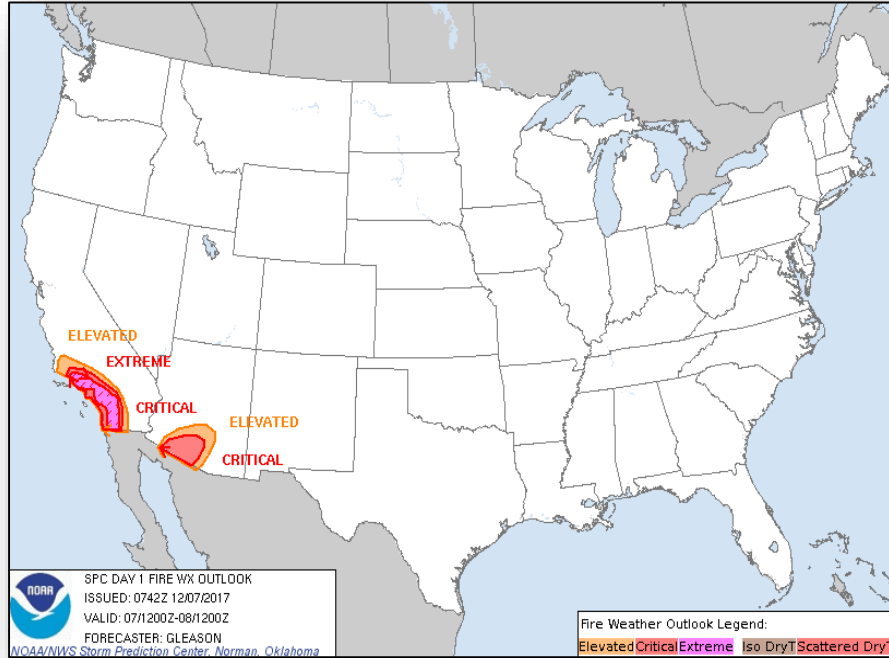 ELEVATED
EXTREME
CRITICAL
ELEVATED
CRITICAL
NOAA
SPC DAY 1 FIRE WX OUTLOOK
ISSUED: 0742Z 12/07/2017
VALID: 07/1200Z-08/1200Z
FORECASTER: GLEASON
NOAA/NWS Storm Prediction Center, Norman, Oklahoma
Fire Weather Outlook Legend:
Elevated Critical Extreme Iso DryT Scattered DryT